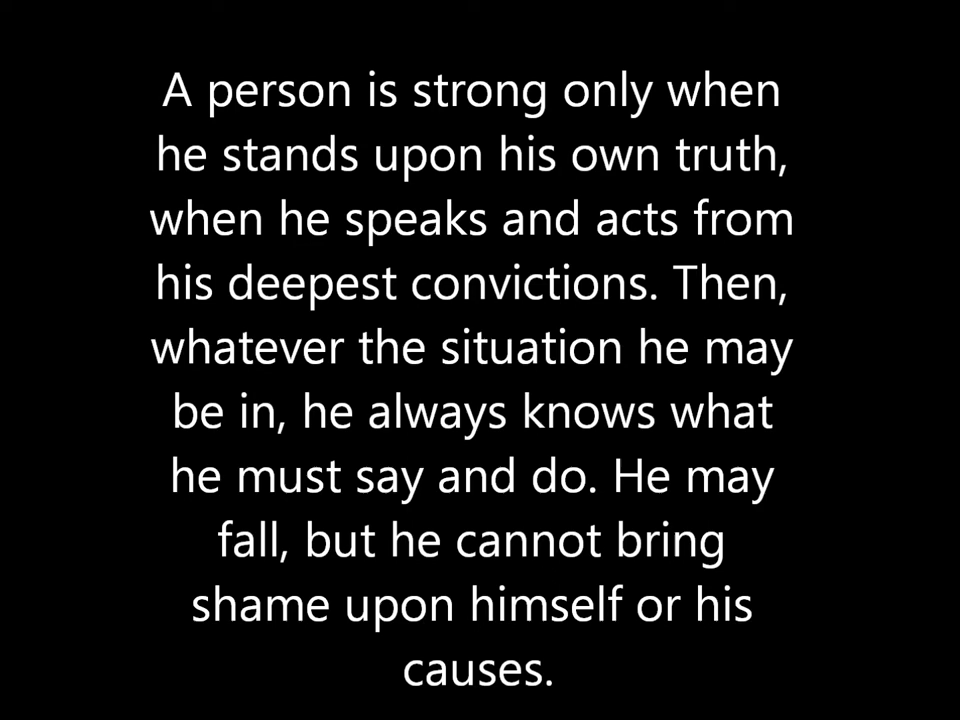 A person is strong only when
he stands upon his own truth,
when he speaks and acts from
his deepest convictions. Then,
whatever the situation he may
be in, he always knows what
he must say and do. He may
fall, but he cannot bring
shame upon himself or his
causes.